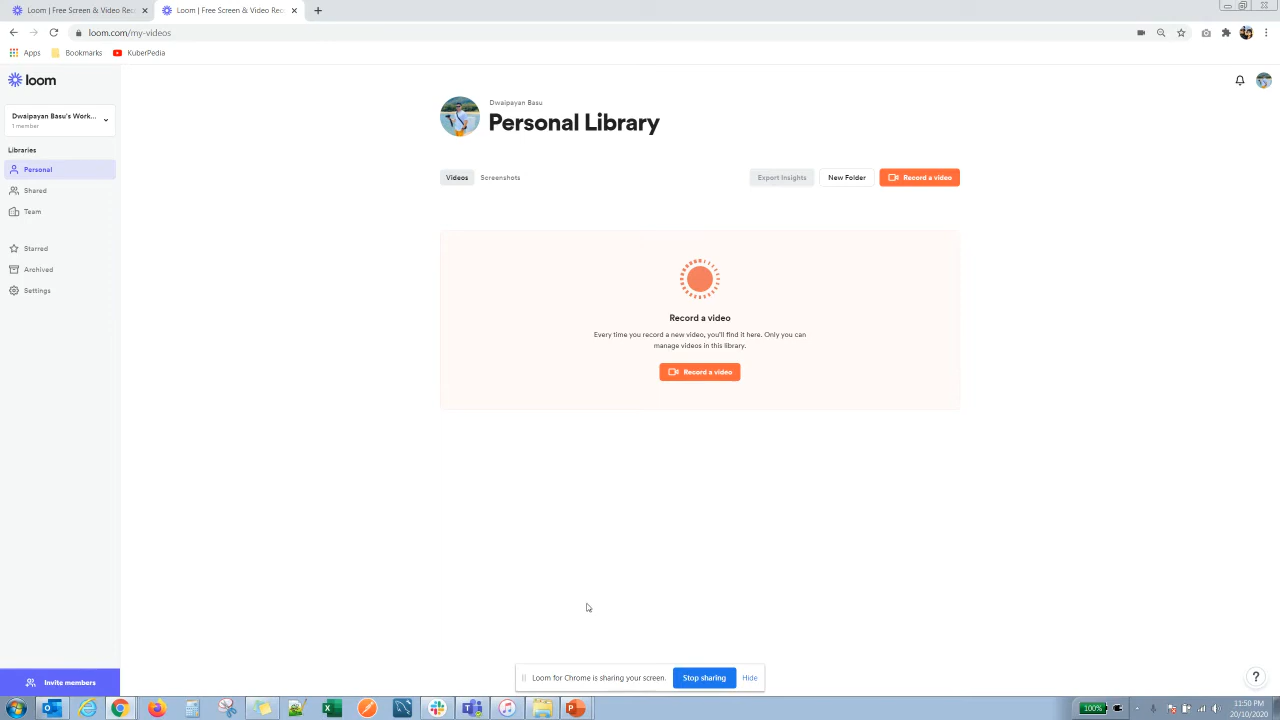 Loom | Free Screen & Video Rec
Loom | Free Screen & Video Rec
loom.com/my-videos
Apps
Bookmarks
KuberPedia
loom
Dwaipayan Basu's Work...
1 member
Libraries
Personal
Shared
Team
Starred
Archived
Settings
Invite members
Dwaipayan Basu
Personal Library
Videos
Screenshots
Export Insights
New Folder
Record a video
Record a video
Every time you record a new video, you'll find it here. Only you can
manage videos in this library.
Record a video
Loom for Chrome is sharing your screen.
Stop sharing
Hide
?
100%
11:50 PM
20/10/2020